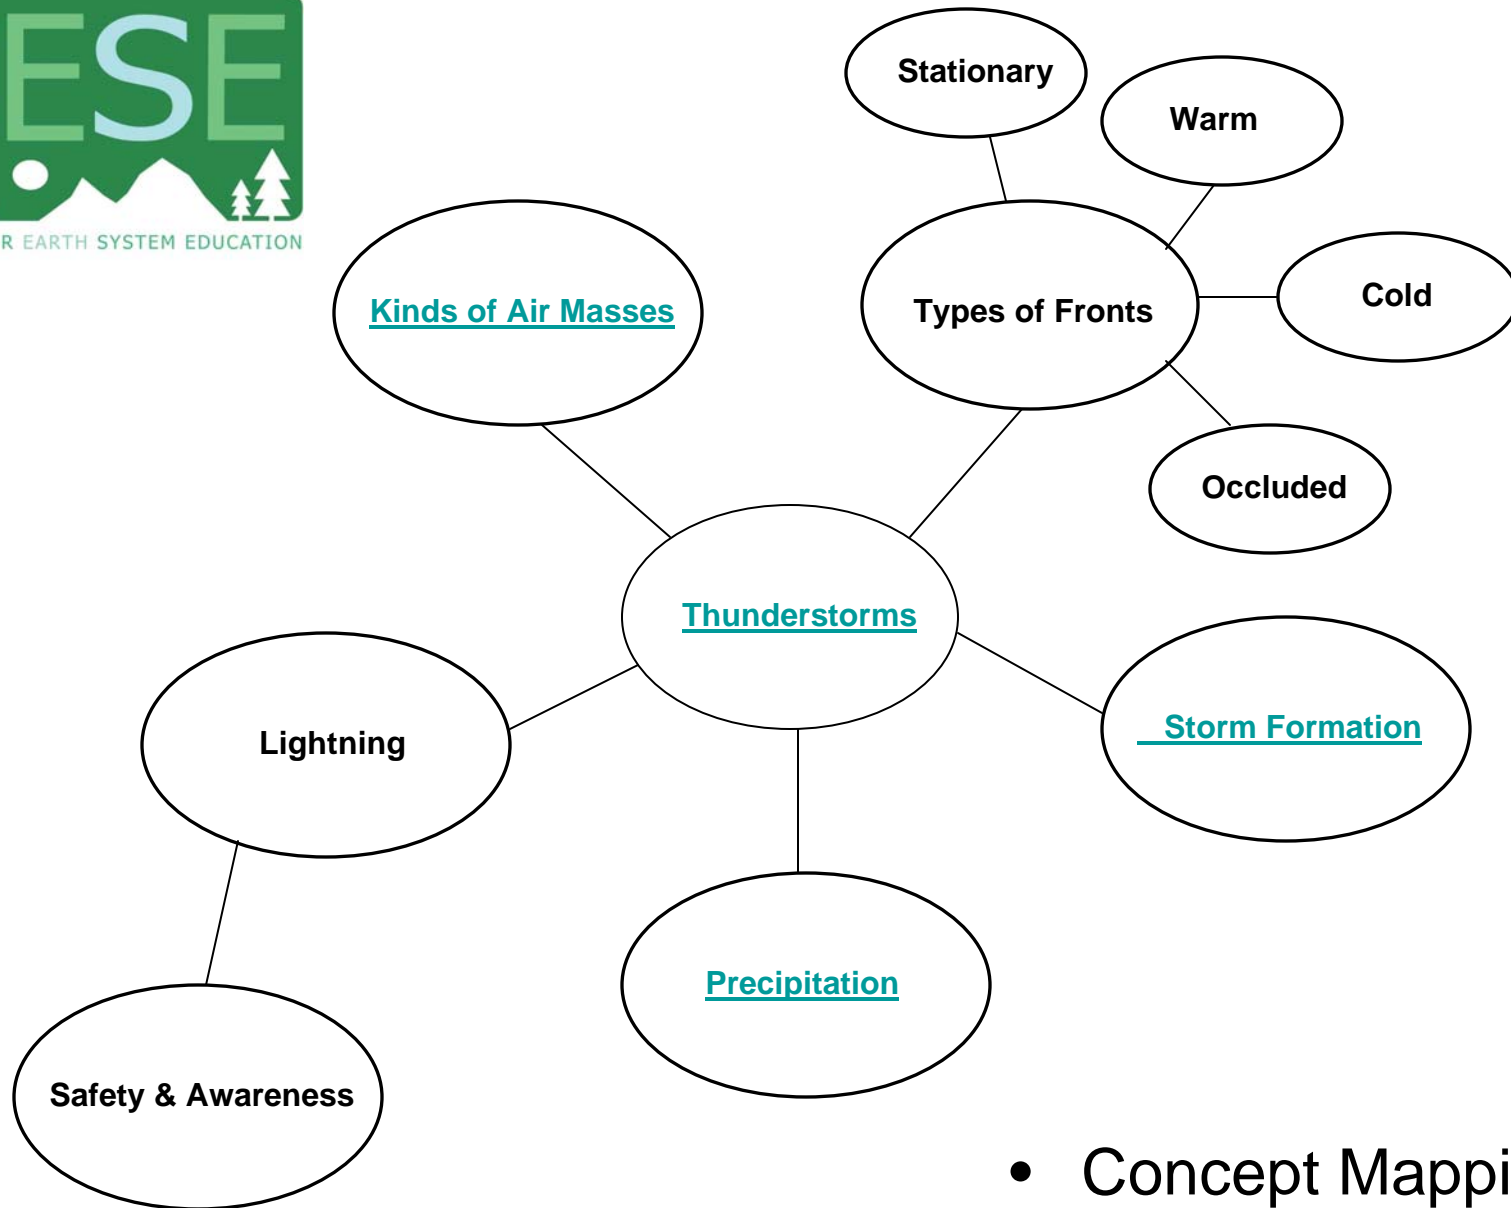 ESE
R EARTH SYSTEM EDUCATION
Stationary
Warm
Kinds of Air Masses
Types of Fronts
Cold
Occluded
Thunderstorms
Lightning
Storm Formation
Precipitation
Safety & Awareness
• Concept Mappi